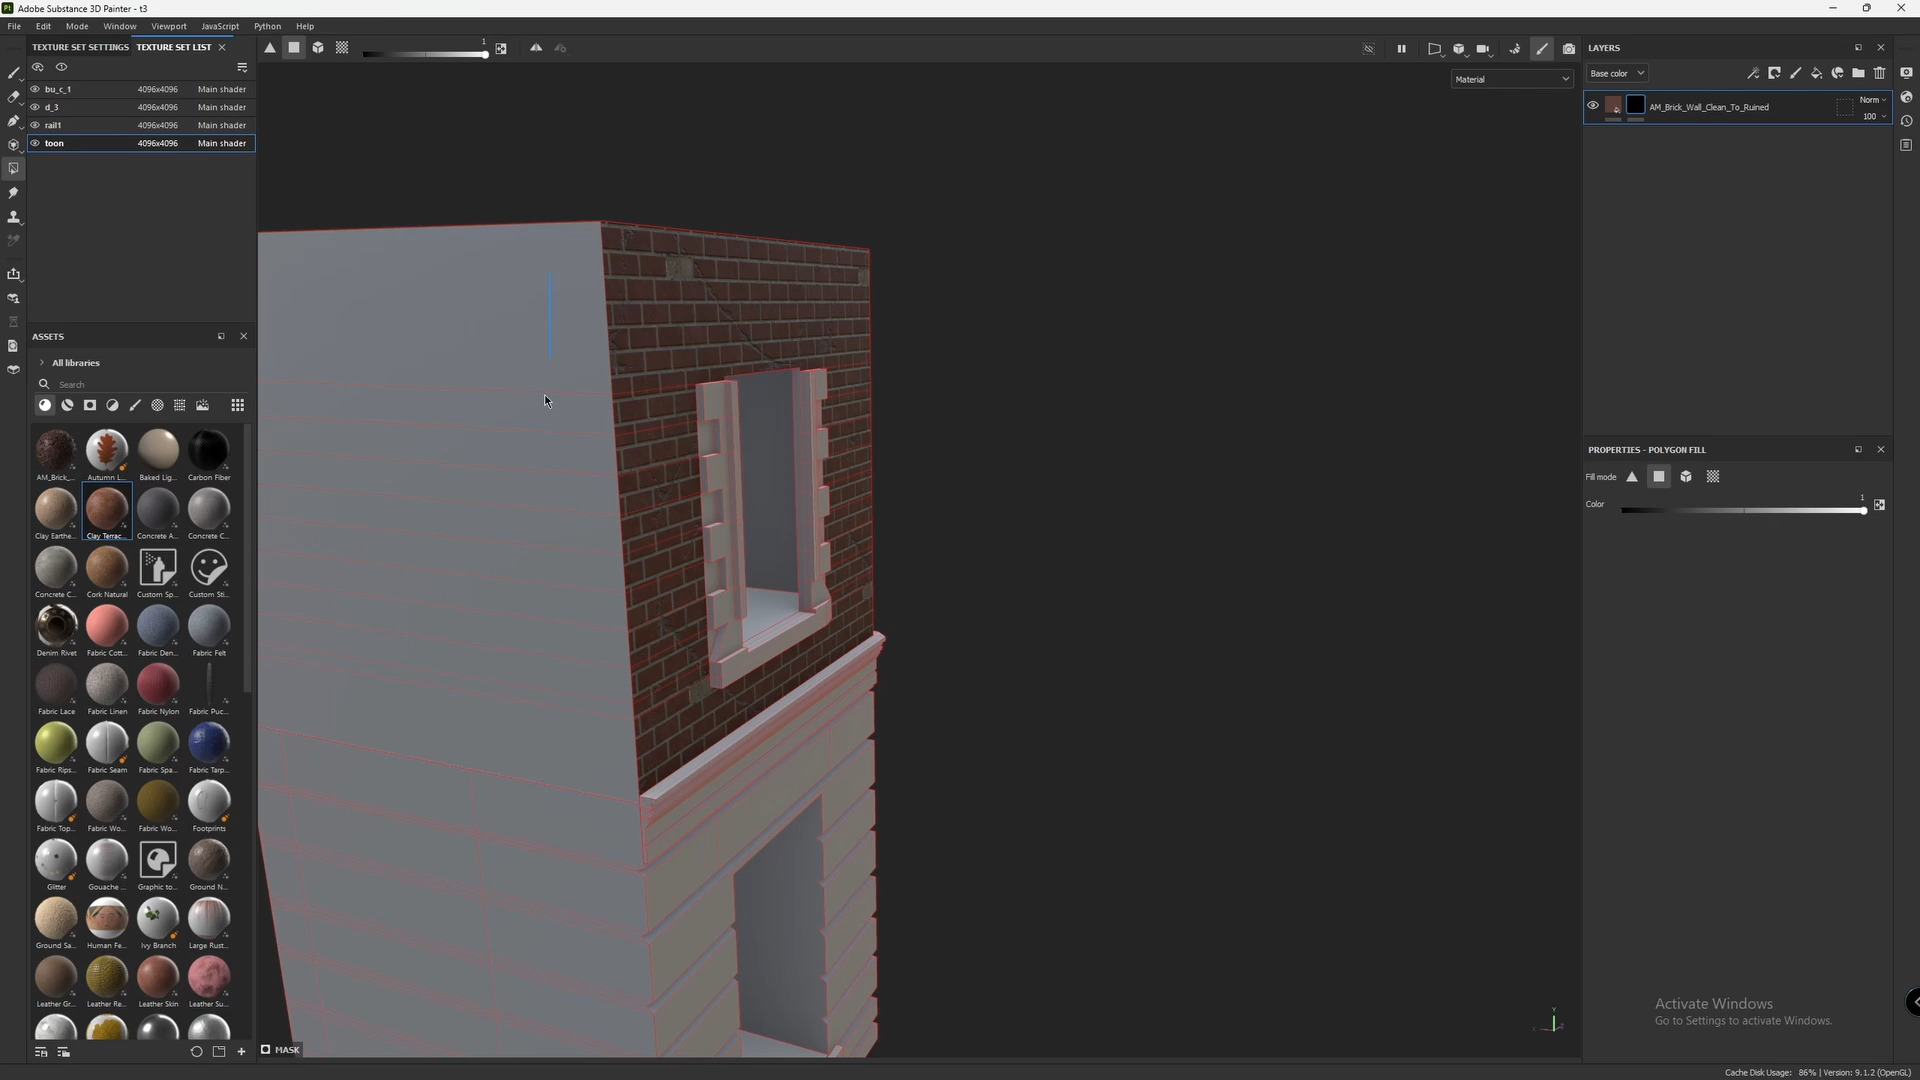 Adobe Substance 3D Painter - t3
File Edit Mode Window Viewport JavaScript Python Help
TEXTURE SET SETTINGS TEXTURE SET LIST
bu_c_1 4096x4096 Main shader
d_3 4096x4096 Main shader
rail1 4096x4096 Main shader
toon 4096x4096 Main shader
ASSETS
All libraries
Search
AM_Brick_... Autumn L... Baked Lig... Carbon Fiber
Clay Earthe... Clay Terrac... Concrete A... Concrete C...
Concrete C... Cork Natural Custom Sp... Custom Sti...
Denim Rivet Fabric Cott... Fabric Den... Fabric Felt
Fabric Lace Fabric Linen Fabric Nylon Fabric Puc...
Fabric Rips... Fabric Seam Fabric Spa... Fabric Tarp...
Fabric Top... Fabric Wo... Fabric Wo... Footprints
Glitter Gouache ... Graphic to... Ground N...
Ground Sa... Human Fe... Ivy Branch Large Rust...
Leather Gr... Leather Re... Leather Skin Leather Su...
1
Material
MASK
LAYERS
Base color
AM_Brick_Wall_Clean_To_Ruined
Norm
100
PROPERTIES - POLYGON FILL
Fill mode
Color
1
Activate Windows
Go to Settings to activate Windows.
Cache Disk Usage: 86% | Version: 9.1.2 (OpenGL)